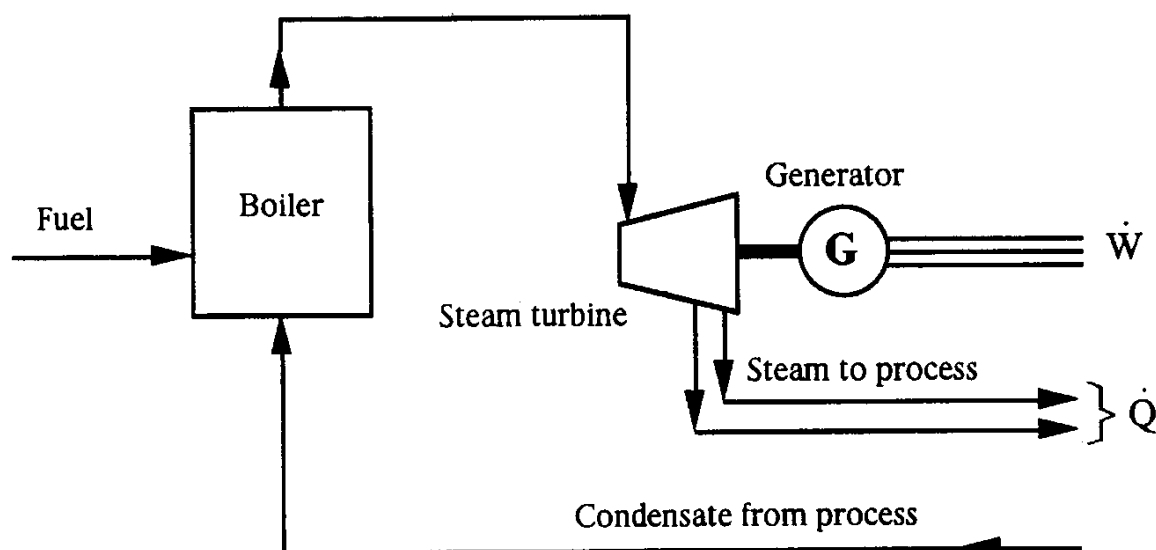 Fuel
Boiler
Generator
G
Ẇ
Steam turbine
Steam to process
Q̇
Condensate from process